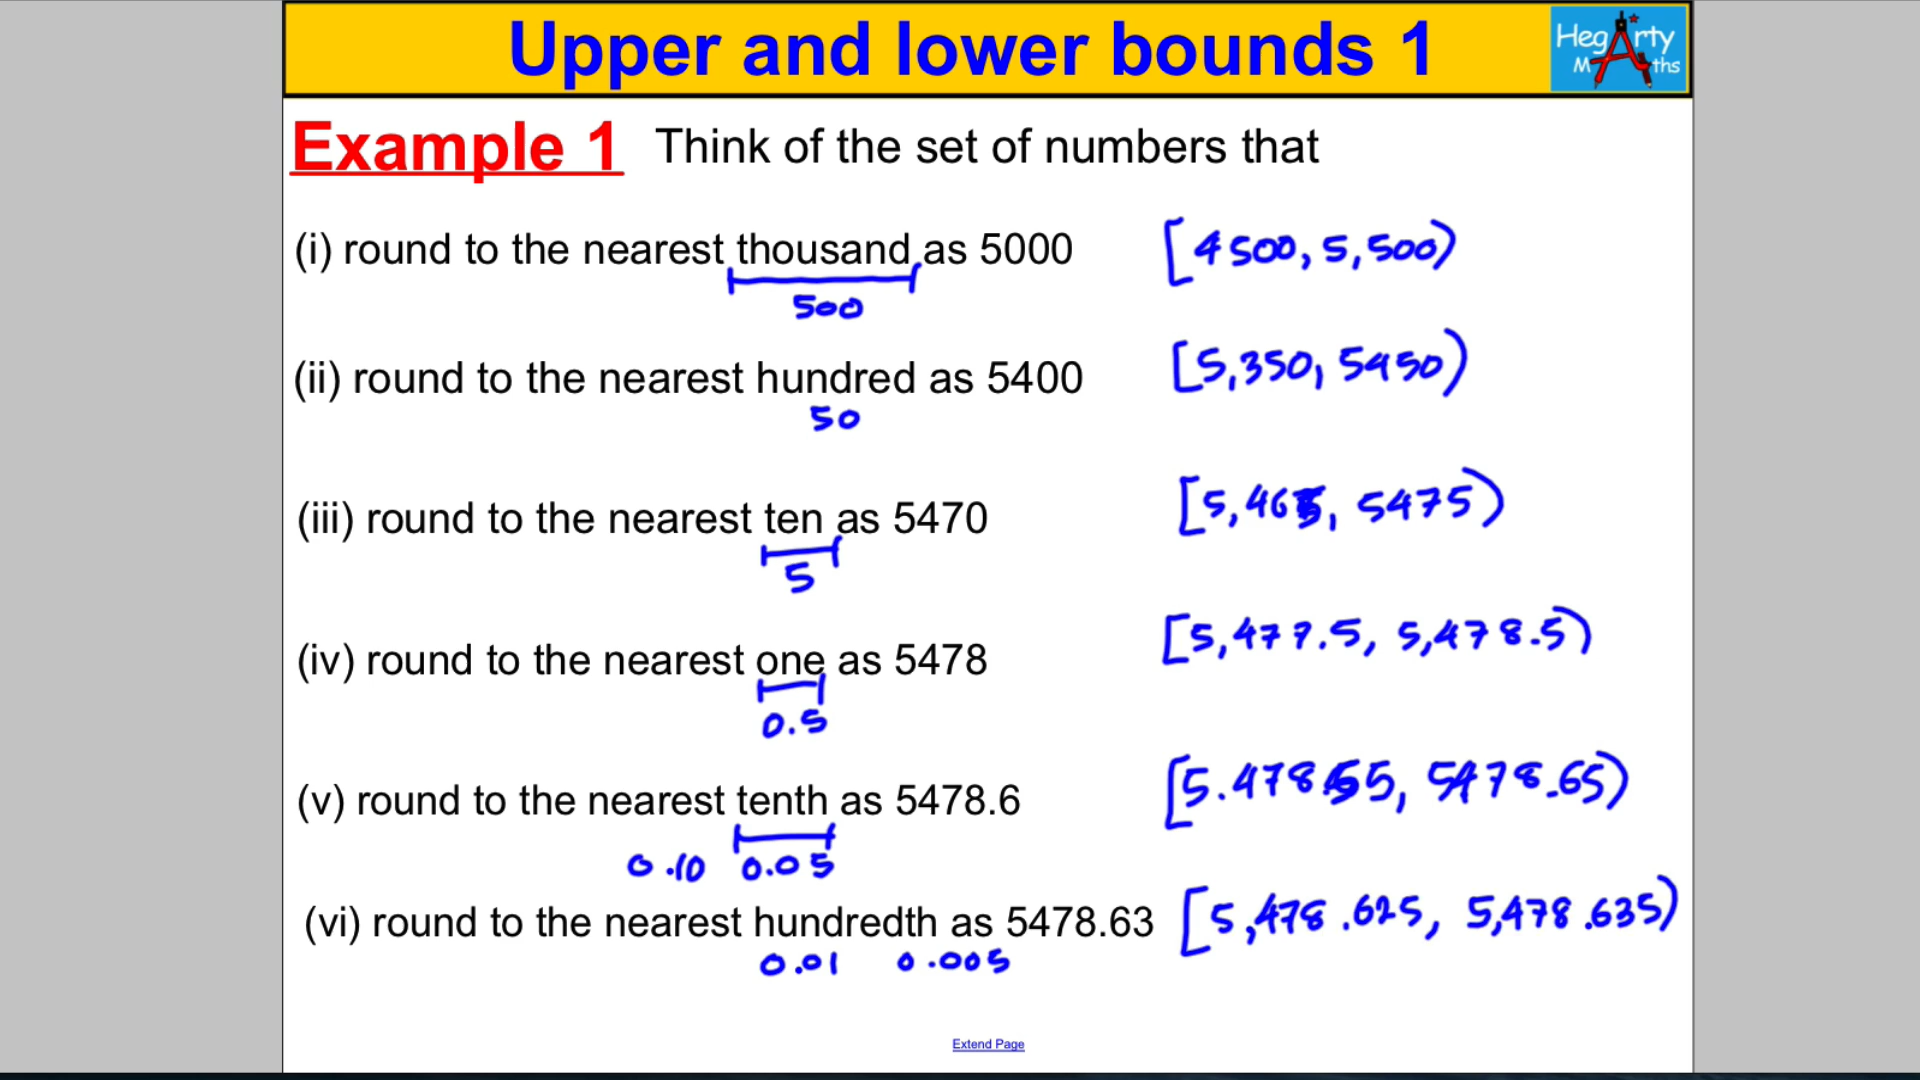 Upper and lower bounds 1
Hegarty
Maths
Example 1 Think of the set of numbers that
(i) round to the nearest thousand as 5000 [4500, 5,500)
500
(ii) round to the nearest hundred as 5400 [5,350, 5450)
50
(iii) round to the nearest ten as 5470 [5,465, 5475)
5
(iv) round to the nearest one as 5478 [5,477.5, 5,478.5)
0.5
(v) round to the nearest tenth as 5478.6 [5.478.55, 5478.65)
0.10 0.05
(vi) round to the nearest hundredth as 5478.63 [5,478.625, 5,478.635)
0.01 0.005
Extend Page